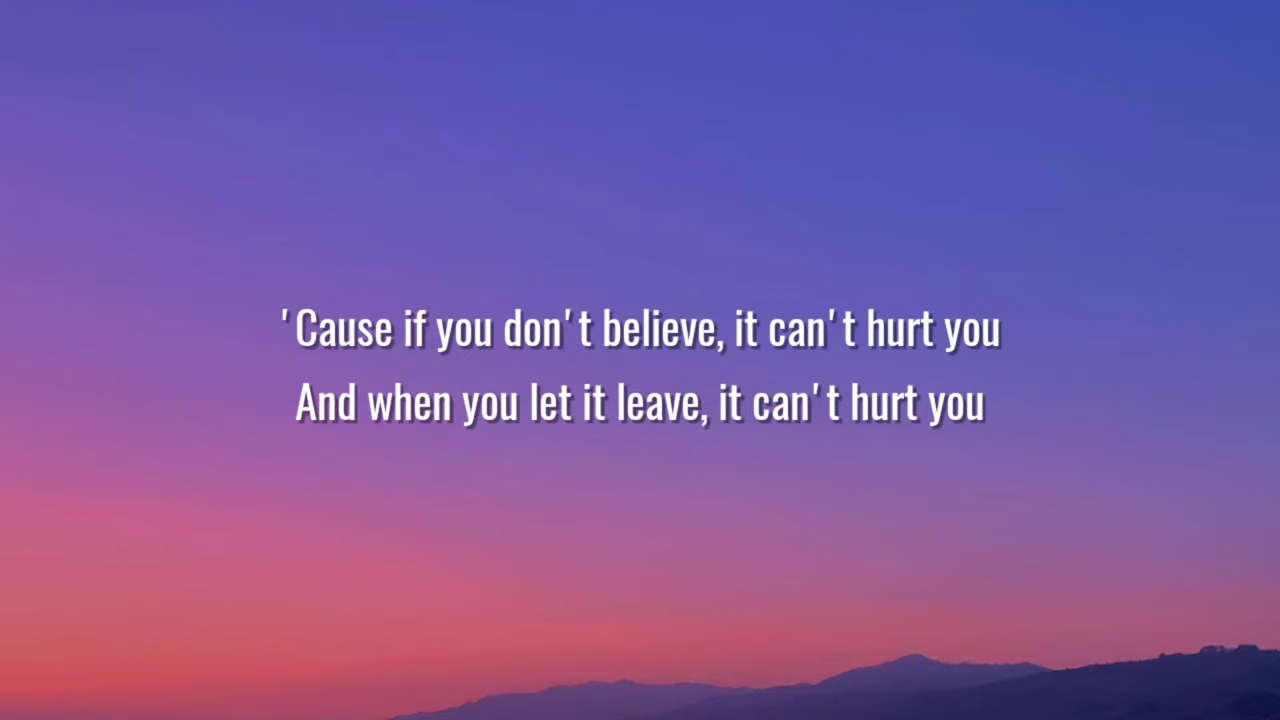 'Cause if you don't believe, it can't hurt you
And when you let it leave, it can't hurt you